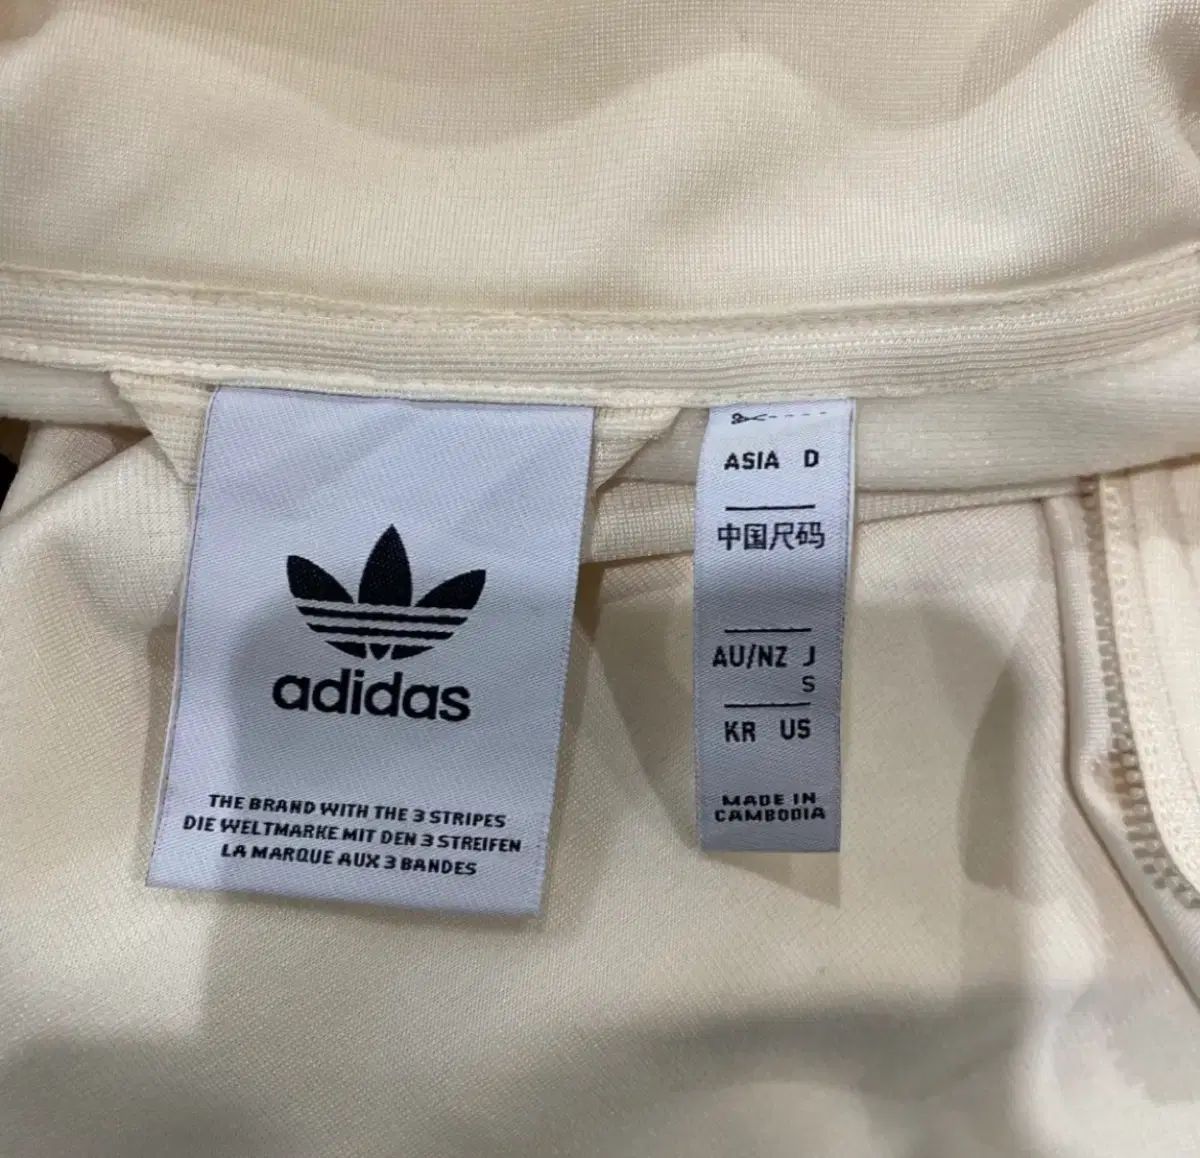 adidas
THE BRAND WITH THE 3 STRIPES
DIE WELTMARKE MIT DEN 3 STREIFEN
LA MARQUE AUX 3 BANDES
ASIA D
中国尺码
AU/NZ J
S
KR US
MADE IN
CAMBODIA